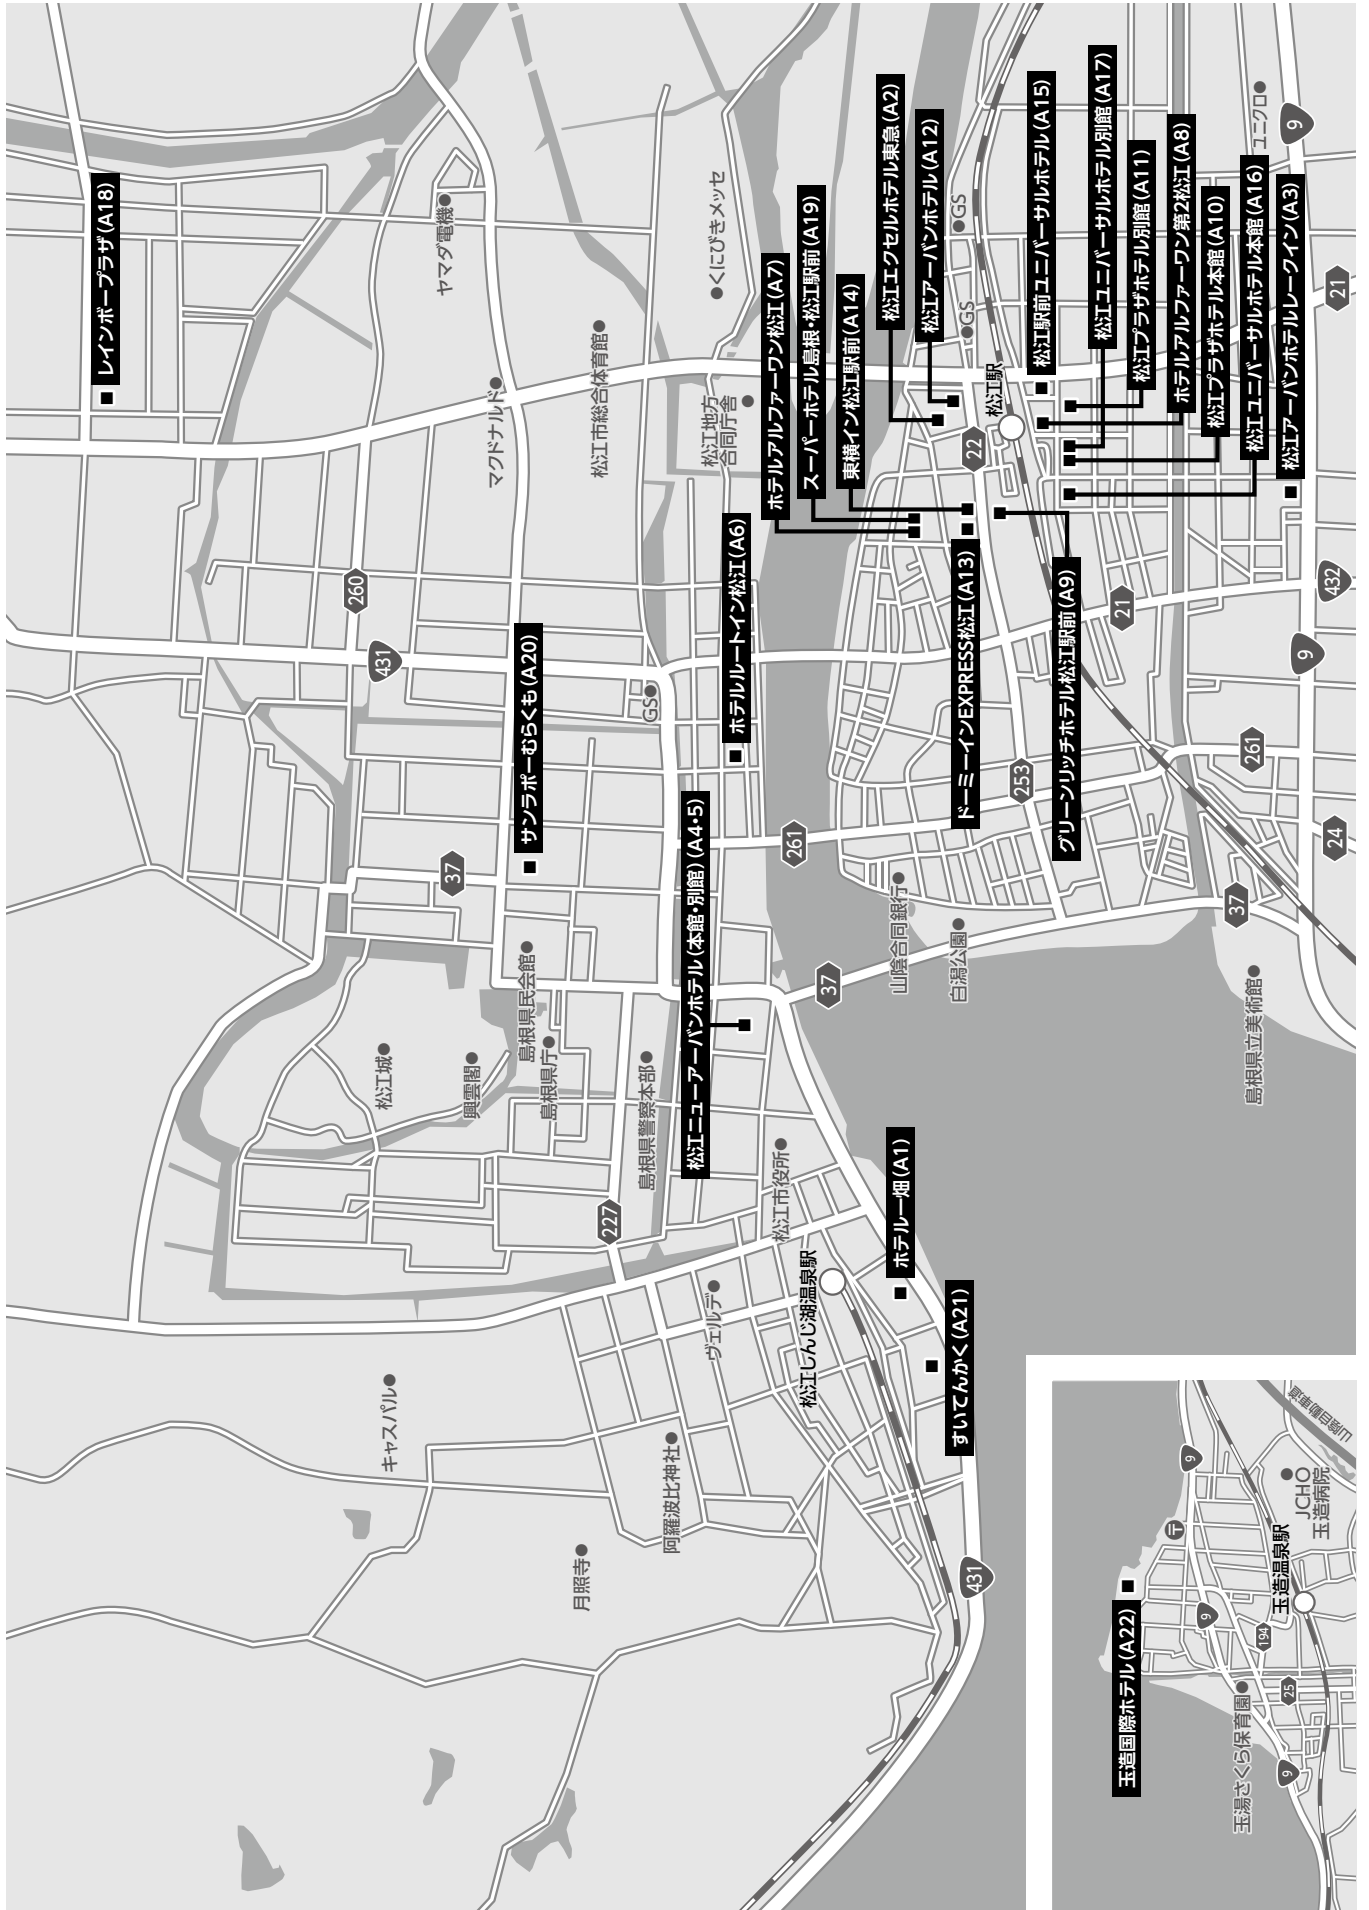 レインボープラザ(A18)
ヤマダ電機
マクドナルド
松江市総合体育館
くにびきメッセ
松江地方
合同庁舎
260
431
サンラポーむらくも(A20)
GS
ホテルルートイン松江(A6)
ホテルアルファーワン松江(A7)
スーパーホテル島根・松江駅前(A19)
東横イン松江駅前(A14)
松江エクセルホテル東急(A2)
松江アーバンホテル(A12)
GS
GS
松江駅
22
松江駅前ユニバーサルホテル(A15)
松江ユニバーサルホテル別館(A17)
松江プラザホテル別館(A11)
ホテルアルファーワン第2松江(A8)
松江プラザホテル本館(A10)
松江ユニバーサルホテル本館(A16)
松江アーバンホテルレークイン(A3)
ユニクロ
9
21
432
21
9
ドーミーインEXPRESS松江(A13)
グリーンリッチホテル松江駅前(A9)
253
261
24
37
37
261
松江ニューアーバンホテル(本館・別館)(A4・5)
島根県民会館
島根県庁
松江城
興雲閣
島根県警察本部
37
山陰合同銀行
白潟公園
島根県立美術館
227
松江市役所
松江しんじ湖温泉駅
ヴェルデ
ホテル一畑(A1)
すいてんかく(A21)
キャスパル
阿羅波比神社
月照寺
431
玉造国際ホテル(A22)
玉湯さくら保育園
玉造温泉駅
JCHO
玉造病院
山陰自動車道
〒
9
9
9
194
25